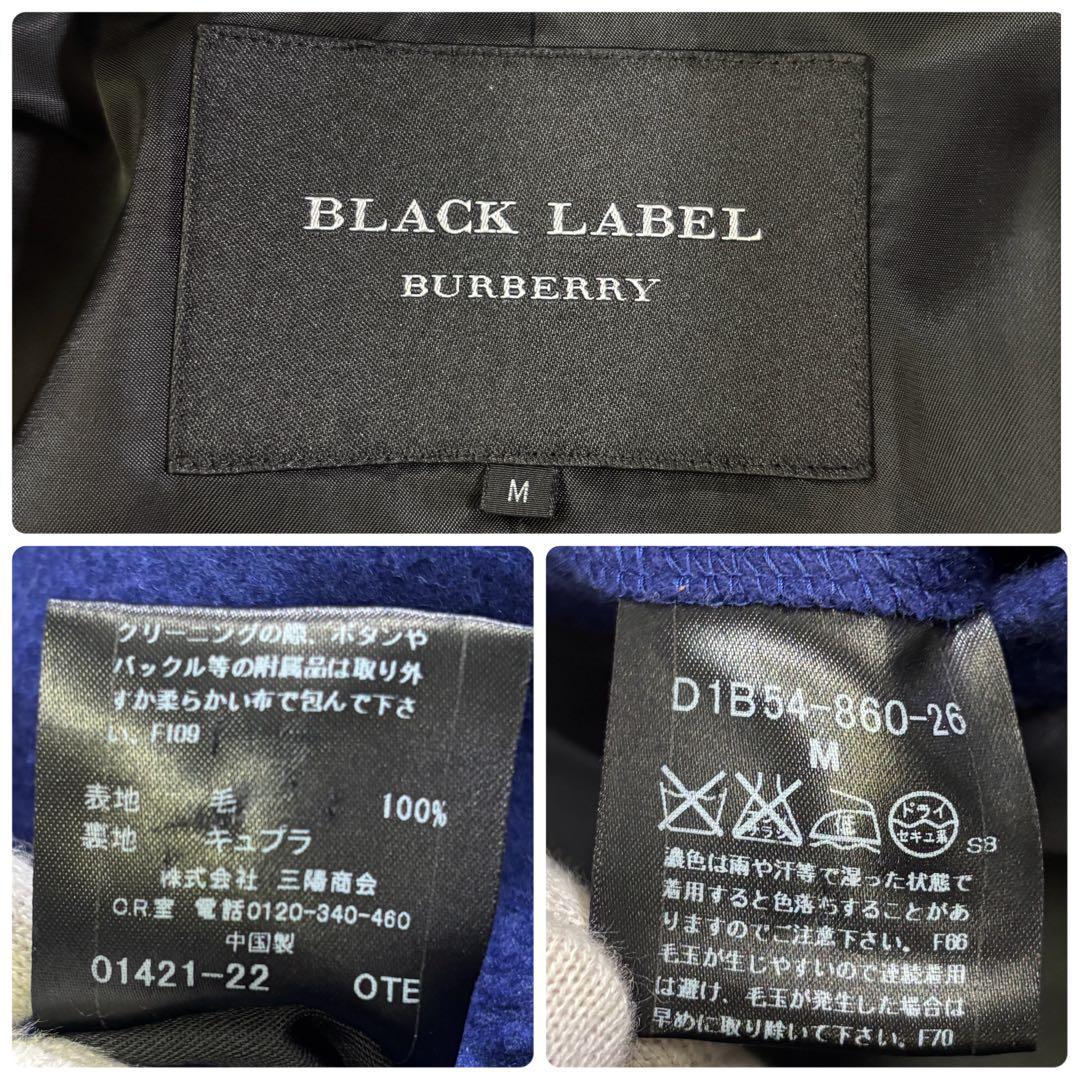 BLACK LABEL
BURBERRY
M
クリーニングの際、ボタンや
バックル等の附属品は取り外
すか柔らかい布で包んで下さ
い。F109
表地 毛 100%
裏地 キュプラ
株式会社 三陽商会
C.R室 電話0120-340-460
中国製
01421-22 OTE
D1B54-860-26
M
エンソ
サラシ
中
ドライ
セキユ系
S3
濃色は雨や汗等で湿った状態で
着用すると色落ちすることがあ
りますのでご注意下さい。F66
毛玉が生じやすいので連続着用
は避け、毛玉が発生した場合は
早めに取り除いて下さい。F70